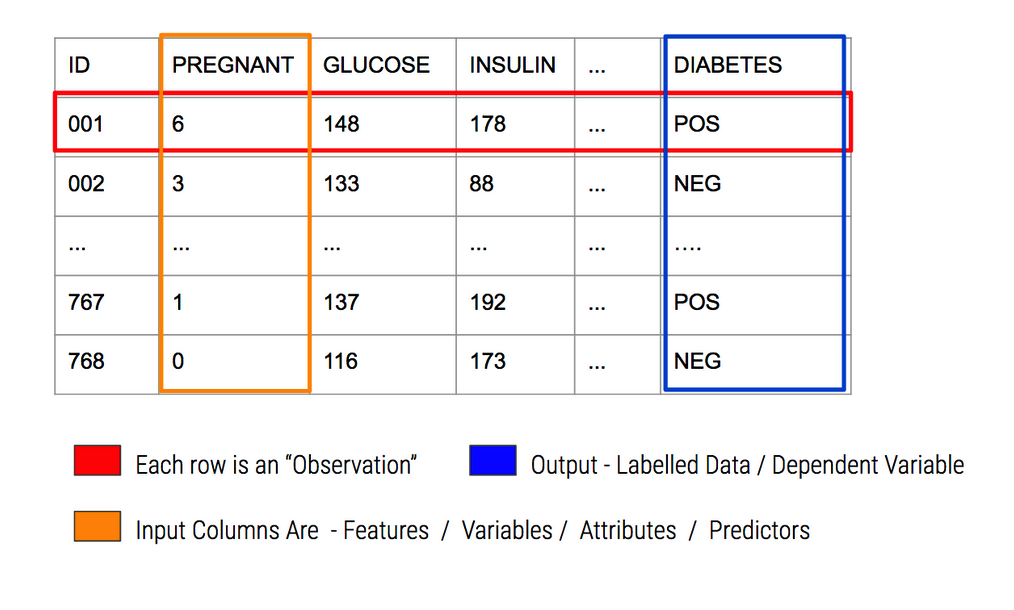 ID PREGNANT GLUCOSE INSULIN ... DIABETES
001 6 148 178 ... POS
002 3 133 88 ... NEG
... ... ... ... ... ....
767 1 137 192 ... POS
768 0 116 173 ... NEG
Each row is an “Observation” Output - Labelled Data / Dependent Variable
Input Columns Are - Features / Variables / Attributes / Predictors